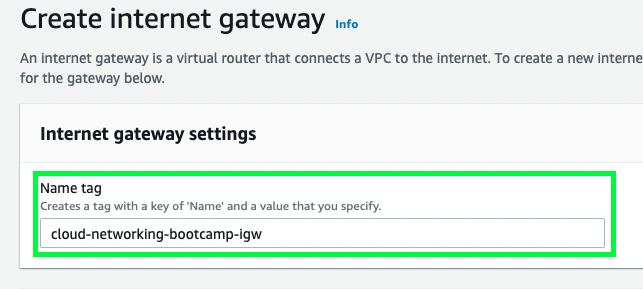 Create internet gateway Info
An internet gateway is a virtual router that connects a VPC to the internet. To create a new interne
for the gateway below.
Internet gateway settings
Name tag
Creates a tag with a key of 'Name' and a value that you specify.
cloud-networking-bootcamp-igw